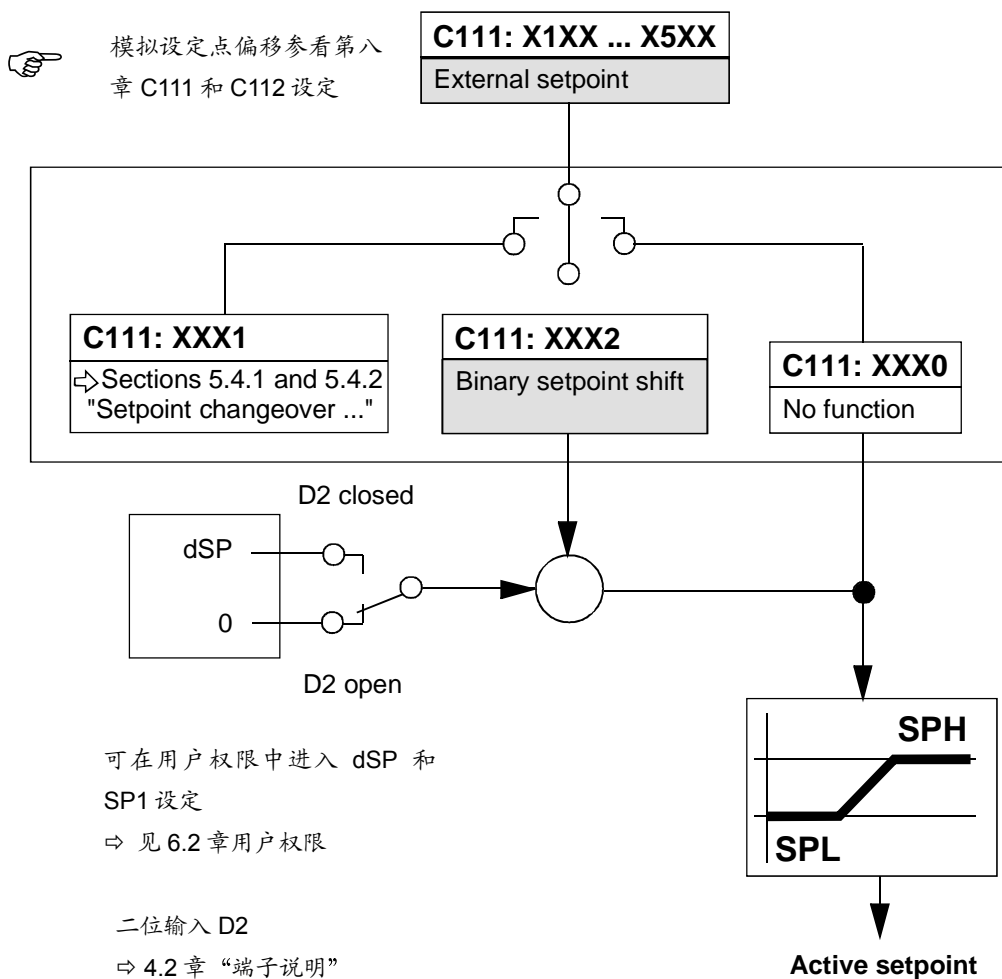 模拟设定点偏移参看第八
章 C111 和 C112 设定
C111: X1XX ... X5XX
External setpoint
C111: XXX1
⇨Sections 5.4.1 and 5.4.2
"Setpoint changeover ..."
C111: XXX2
Binary setpoint shift
C111: XXX0
No function
D2 closed
dSP
0
D2 open
SPH
SPL
可在用户权限中进入 dSP 和
SP1 设定
⇨ 见 6.2 章用户权限
二位输入 D2
⇨ 4.2 章“端子说明”
Active setpoint